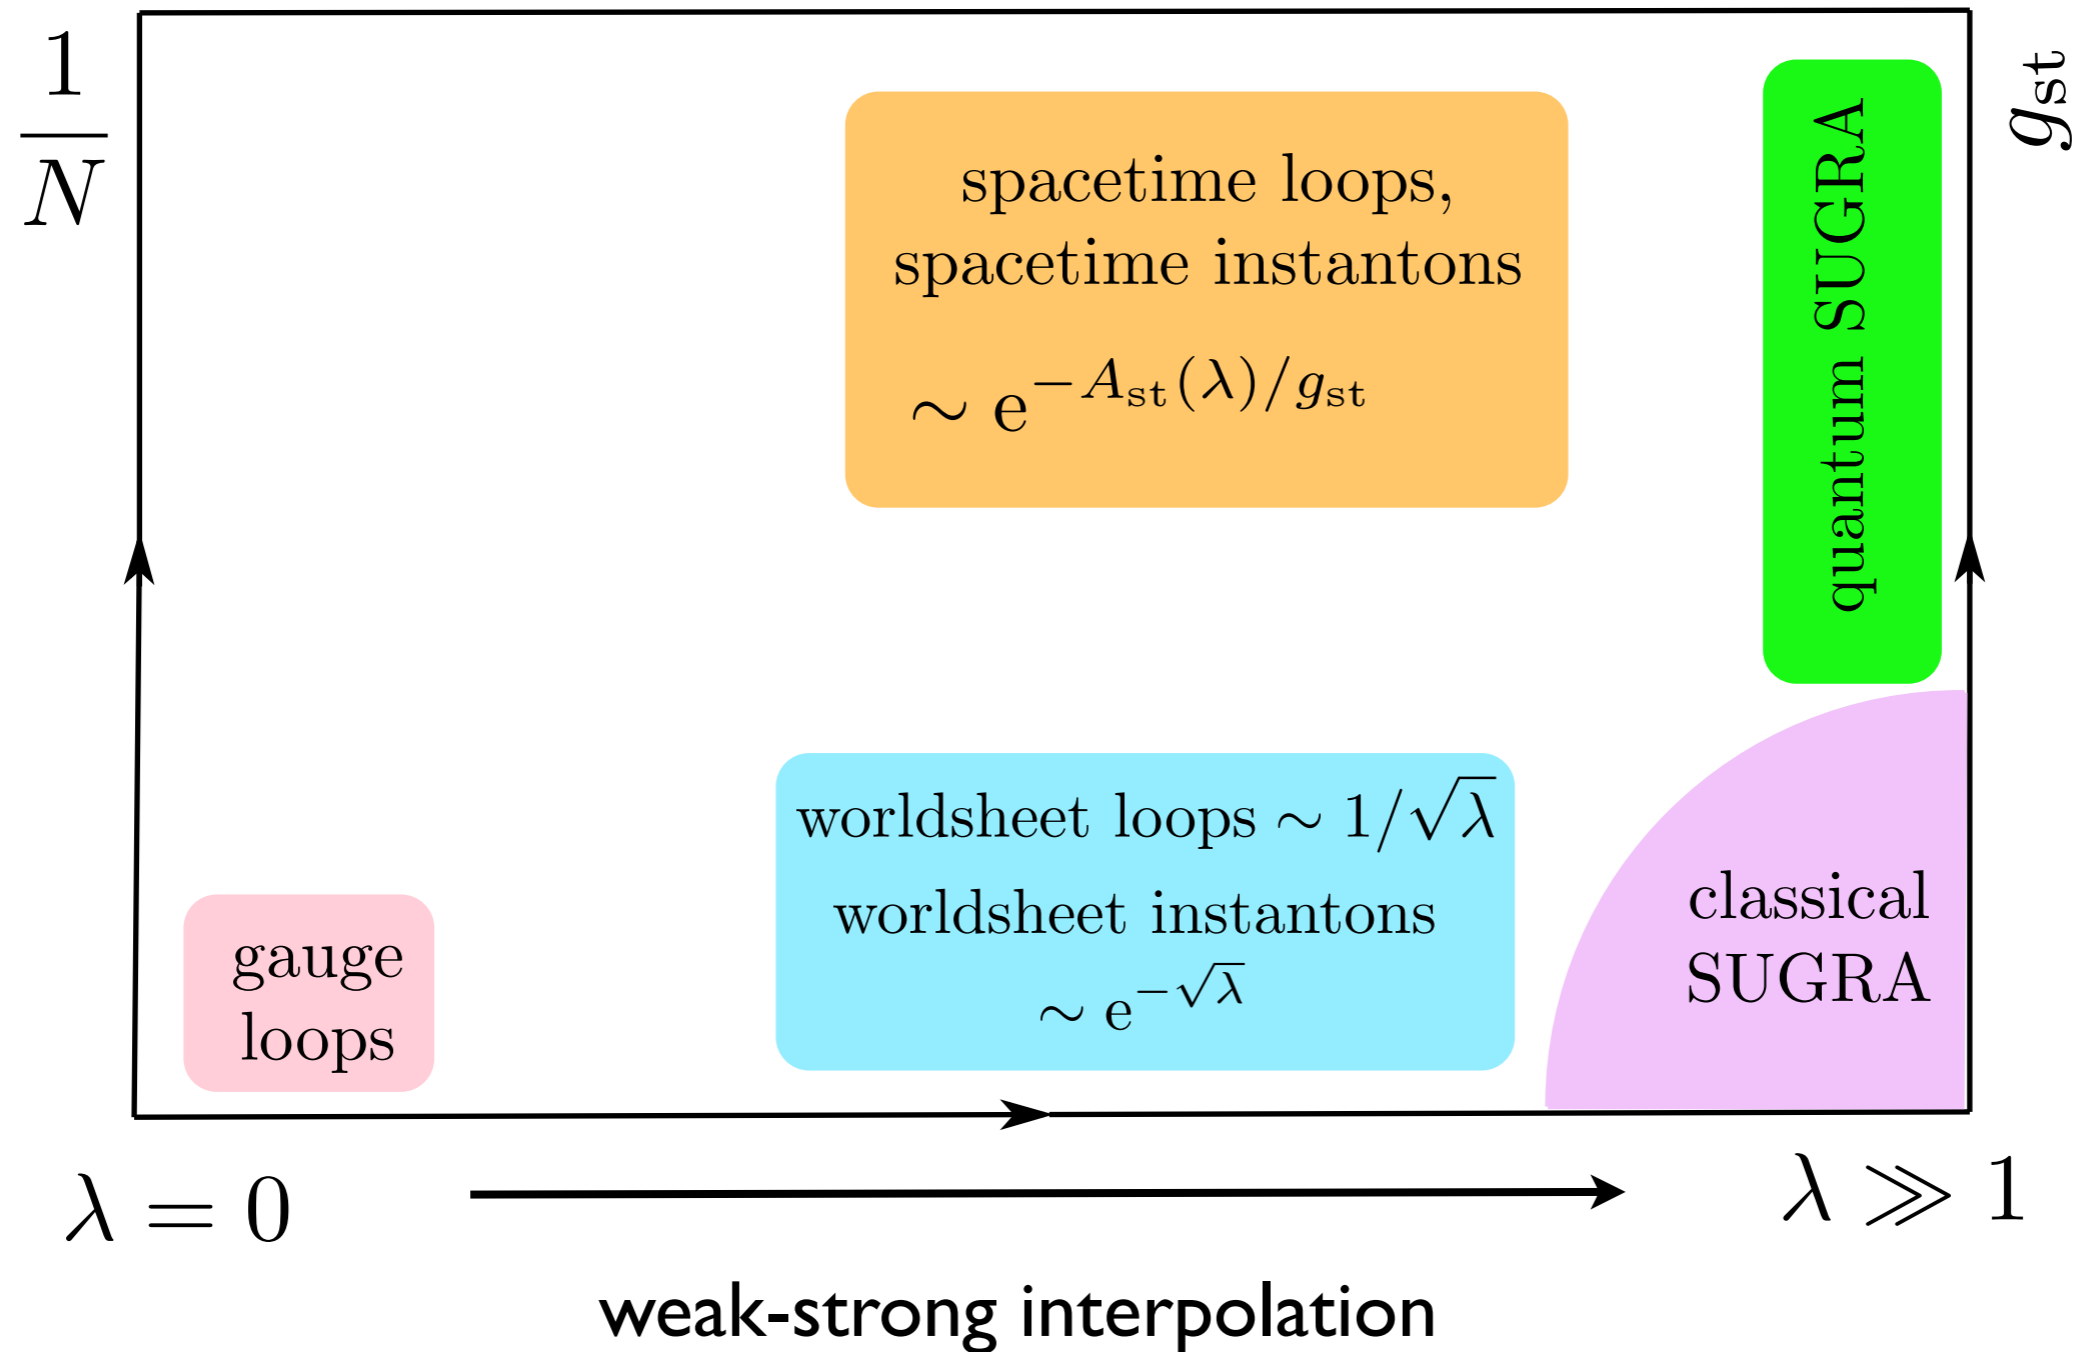 1
N
g_st
spacetime loops,
spacetime instantons
∼ e^{−A_st(λ)/g_st}
quantum SUGRA
worldsheet loops ∼ 1/√λ
worldsheet instantons
∼ e^{−√λ}
classical
SUGRA
gauge
loops
λ = 0
λ ≫ 1
weak-strong interpolation